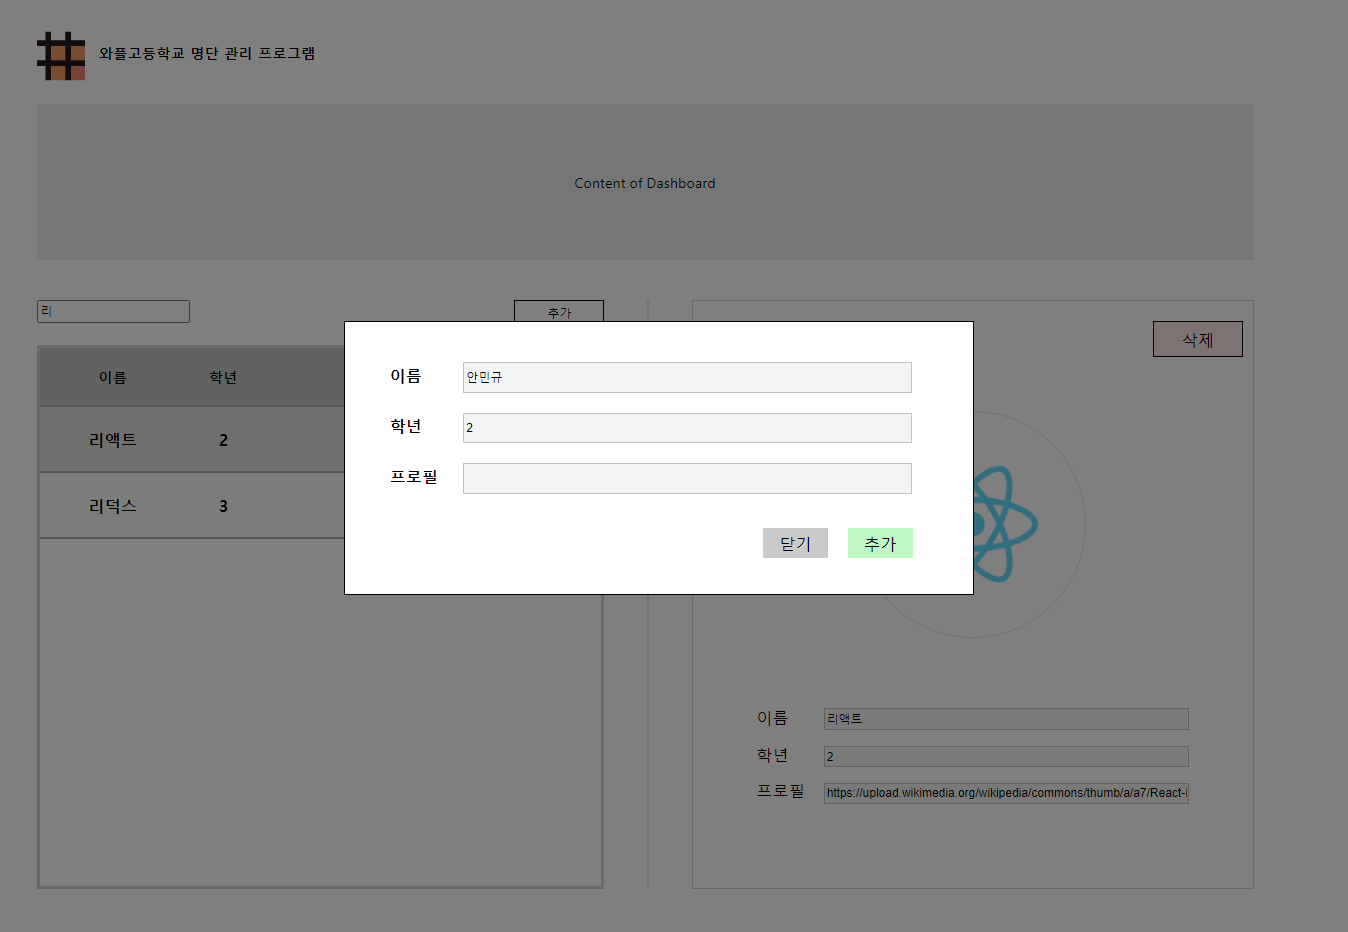 와플고등학교 명단 관리 프로그램
Content of Dashboard
리
추가
이름 학년
리액트 2
리덕스 3
이름 안민규
학년 2
프로필
닫기 추가
삭제
이름 리액트
학년 2
프로필 https://upload.wikimedia.org/wikipedia/commons/thumb/a/a7/React-i